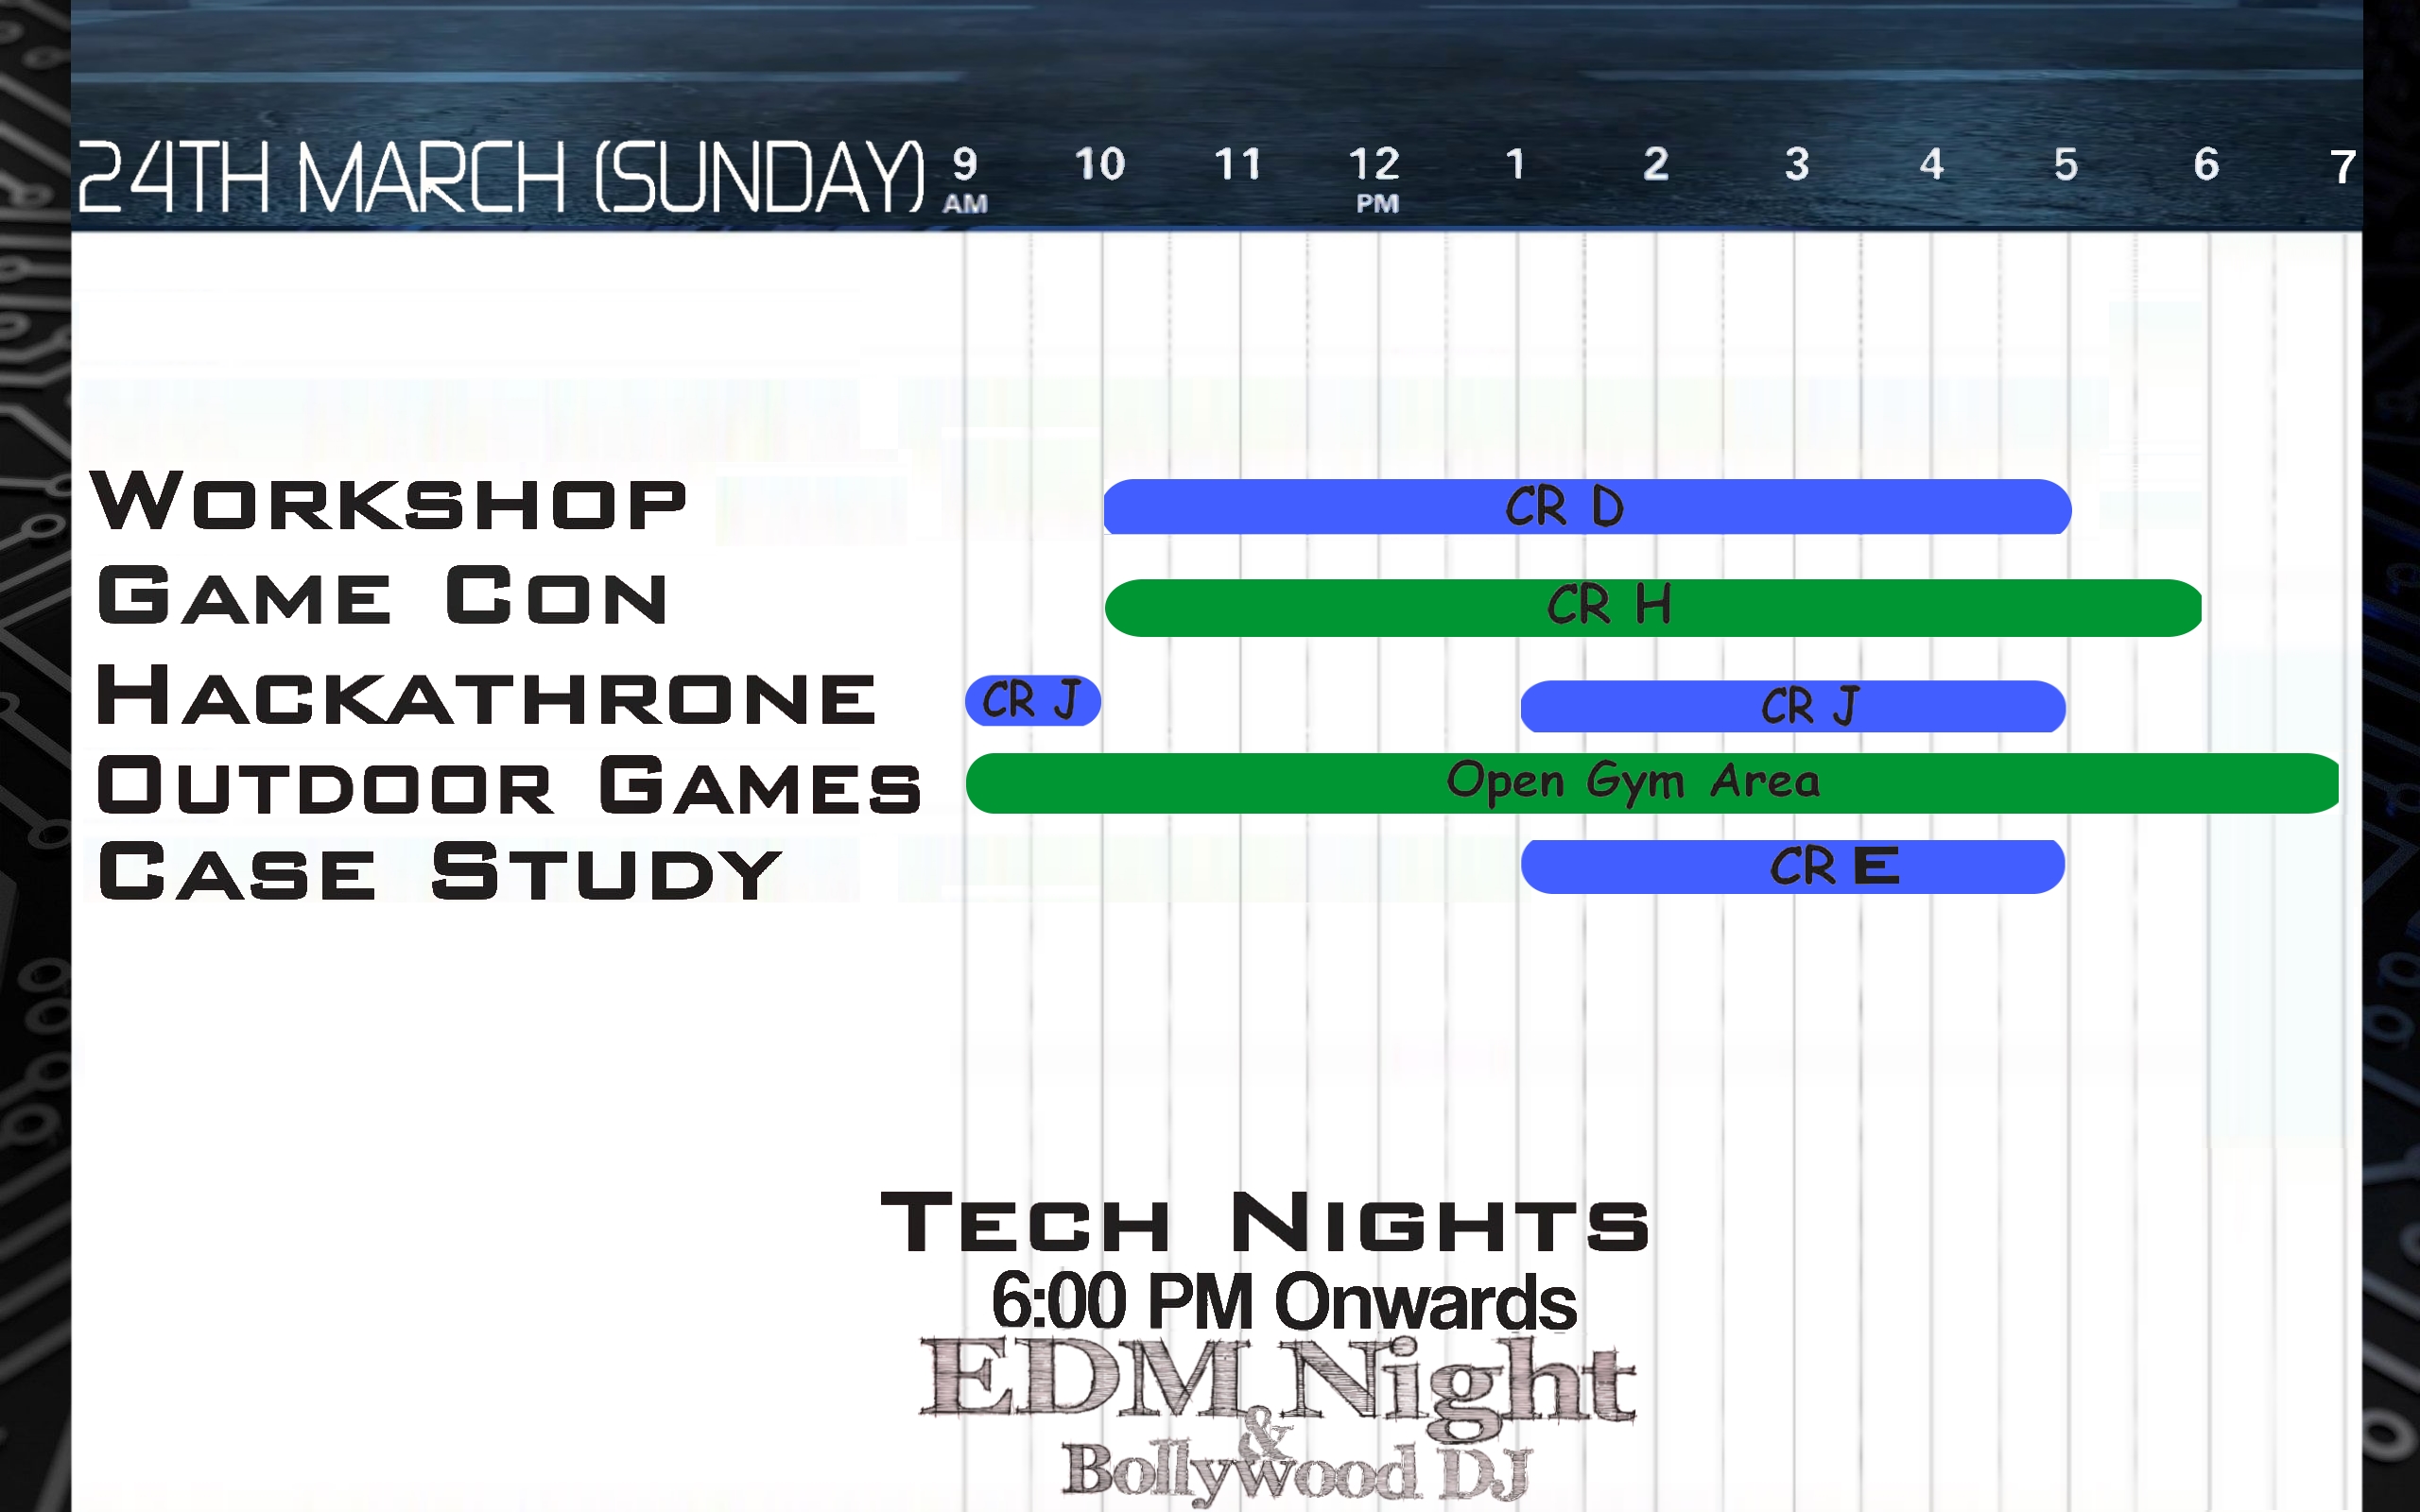 24TH MARCH (SUNDAY) 9 10 11 12 1 2 3 4 5 6 7
AM PM
WORKSHOP CR D
GAME CON CR H
HACKATHRONE CR J CR J
OUTDOOR GAMES Open Gym Area
CASE STUDY CR E
TECH NIGHTS
6:00 PM Onwards
EDM Night
&
Bollywood DJ